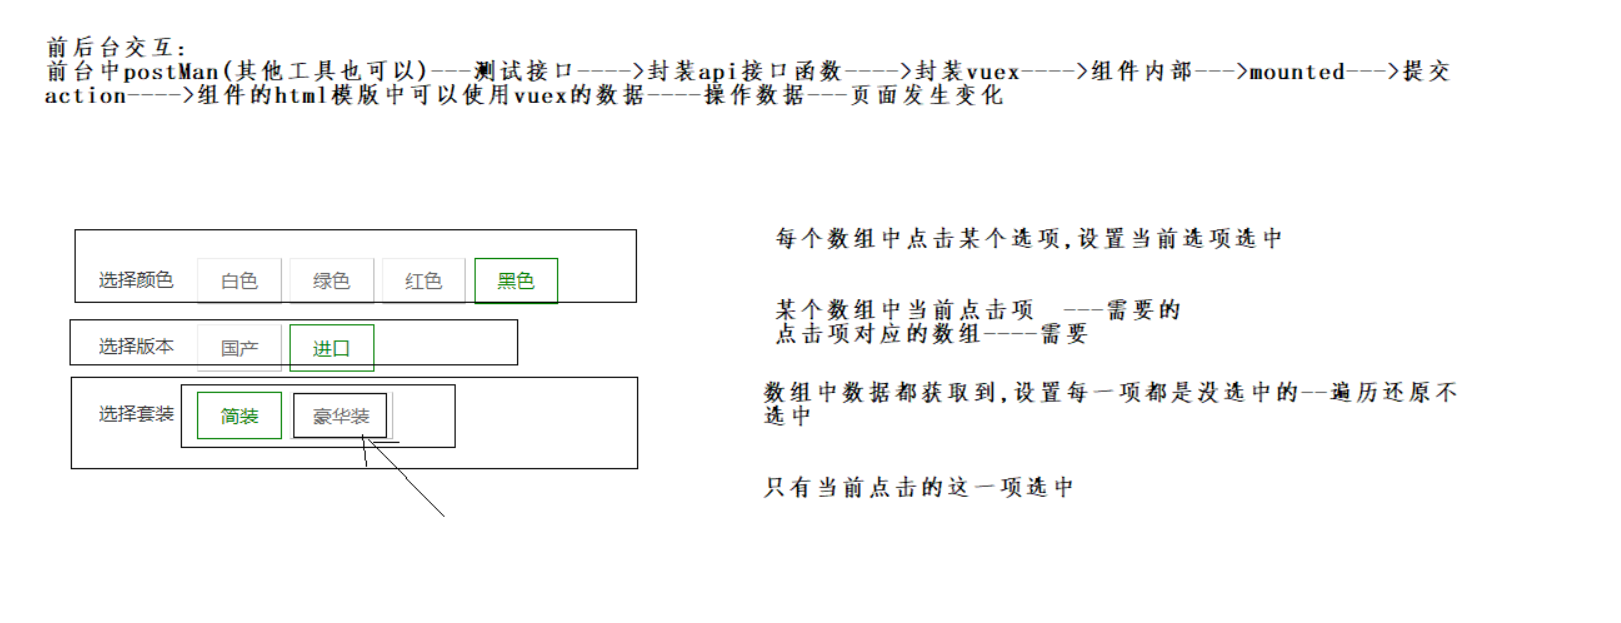 前后台交互:
前台中postMan(其他工具也可以)---测试接口---->封装api接口函数---->封装vuex---->组件内部--->mounted--->提交
action---->组件的html模版中可以使用vuex的数据----操作数据---页面发生变化
每个数组中点击某个选项,设置当前选项选中
选择颜色 白色 绿色 红色 黑色
某个数组中当前点击项 ---需要的
点击项对应的数组----需要
选择版本 国产 进口
数组中数据都获取到,设置每一项都是没选中的--遍历还原不
选中
选择套装 简装 豪华装
只有当前点击的这一项选中